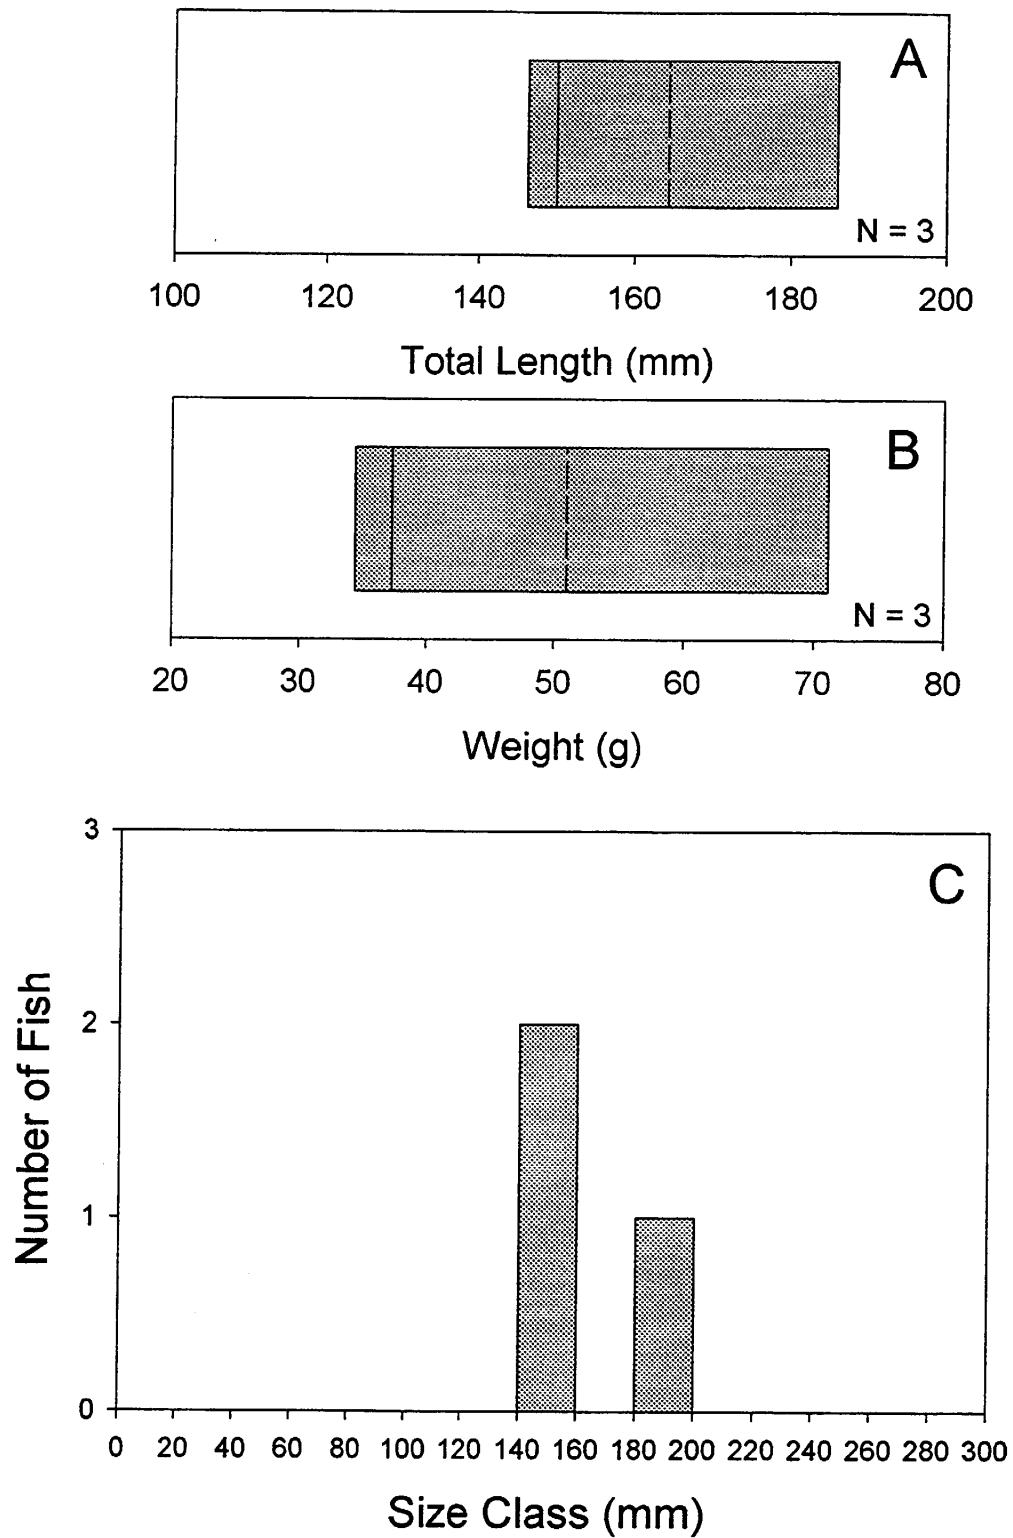 A
N = 3
100 120 140 160 180 200
Total Length (mm)
B
N = 3
20 30 40 50 60 70 80
Weight (g)
C
3
2
1
0
Number of Fish
0 20 40 60 80 100 120 140 160 180 200 220 240 260 280 300
Size Class (mm)